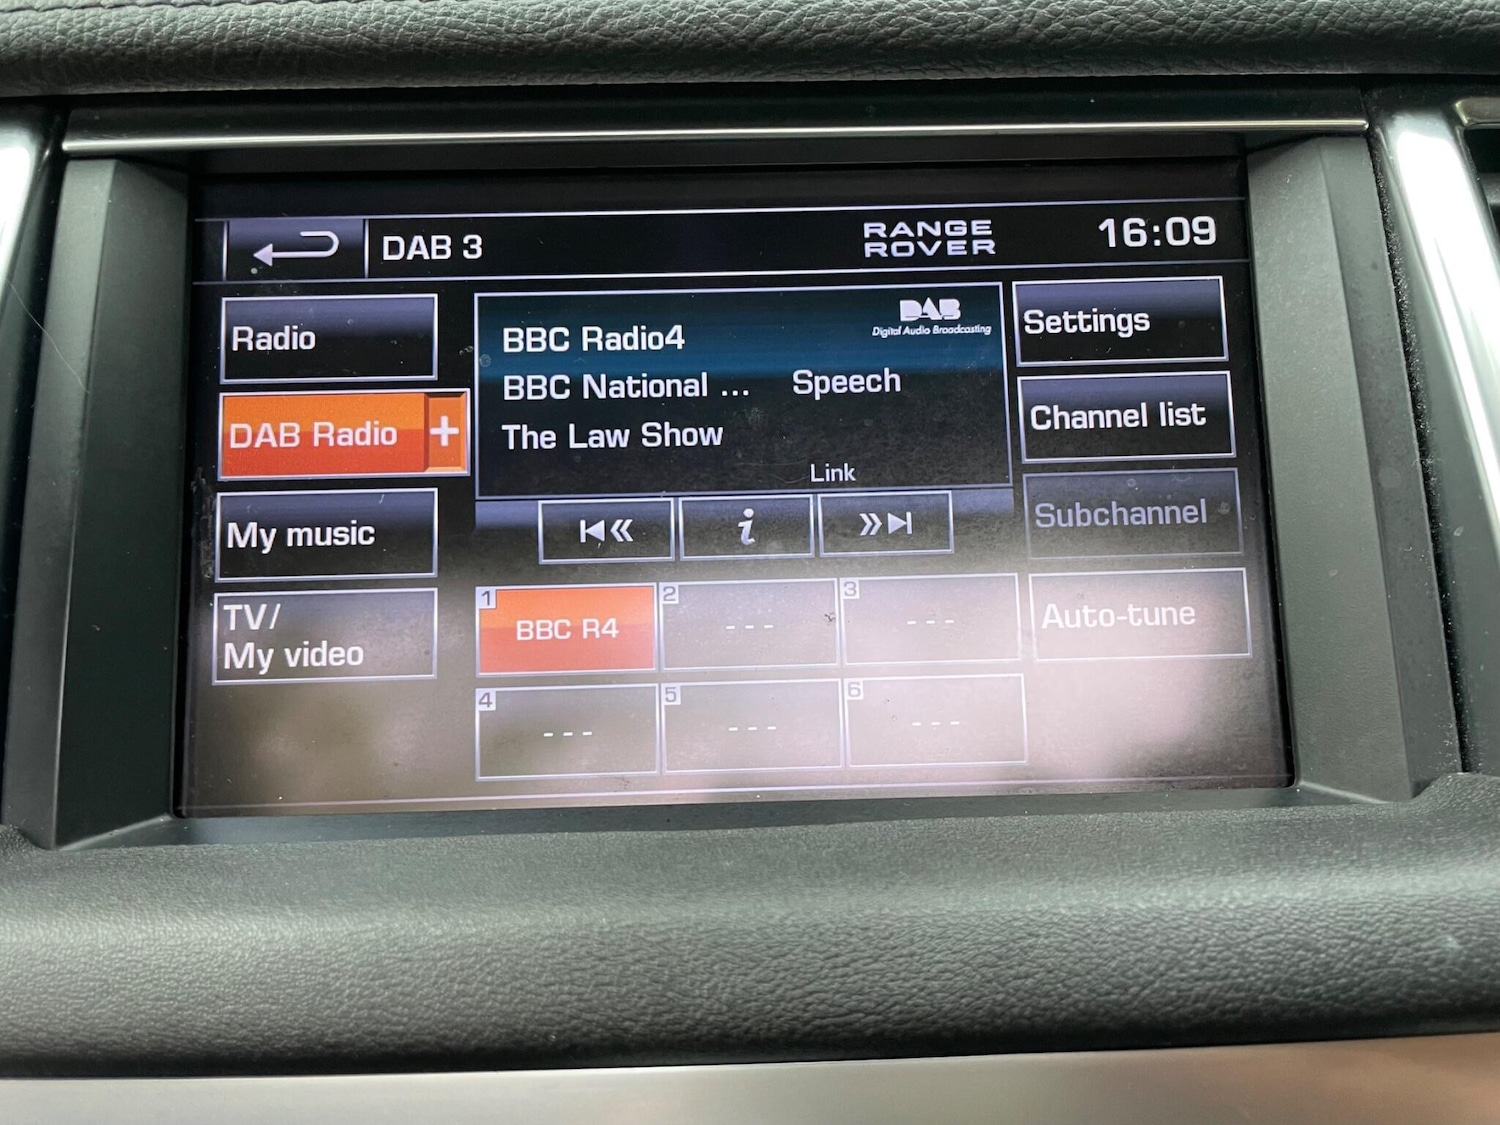 DAB 3
RANGE
ROVER
16:09
Radio
DAB Radio +
My music
TV/
My video
BBC Radio4
DAB
Digital Audio Broadcasting
BBC National ... Speech
The Law Show
Link
i
Settings
Channel list
Subchannel
Auto-tune
1
BBC R4
2
---
3
---
4
---
5
---
6
---